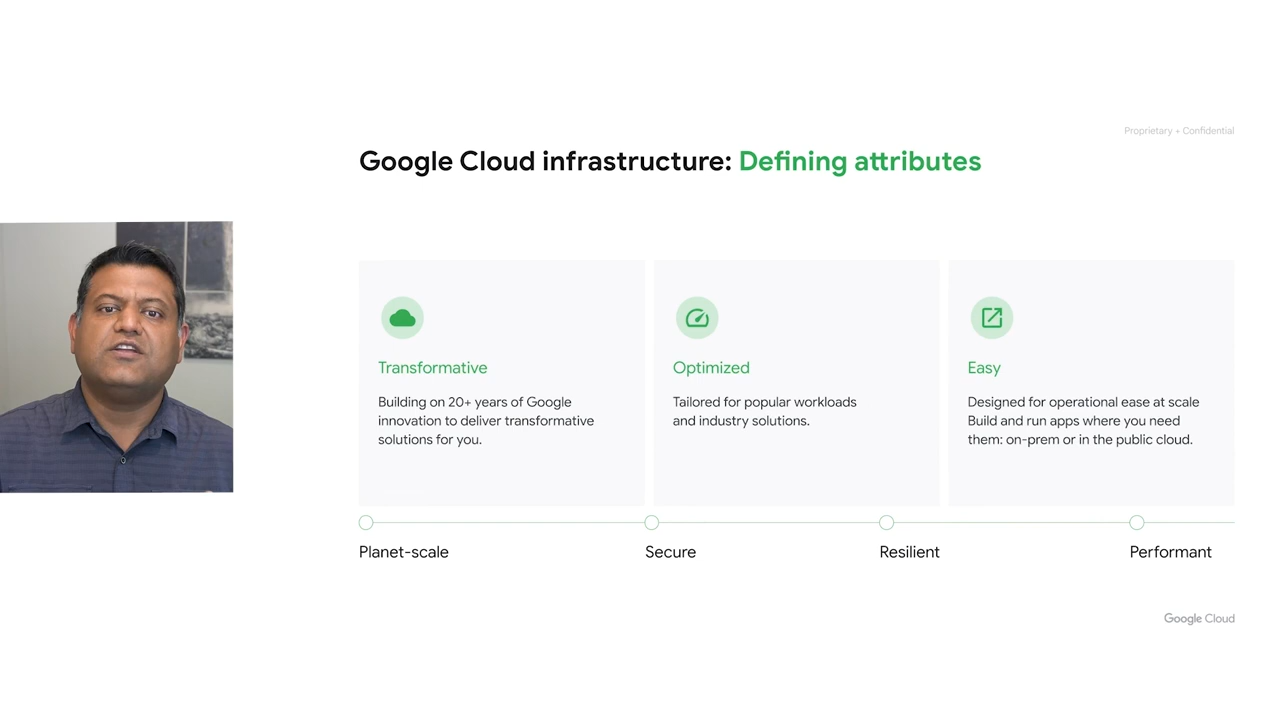 Proprietary + Confidential
Google Cloud infrastructure: Defining attributes
Transformative
Building on 20+ years of Google
innovation to deliver transformative
solutions for you.
Optimized
Tailored for popular workloads
and industry solutions.
Easy
Designed for operational ease at scale
Build and run apps where you need
them: on-prem or in the public cloud.
Planet-scale
Secure
Resilient
Performant
Google Cloud